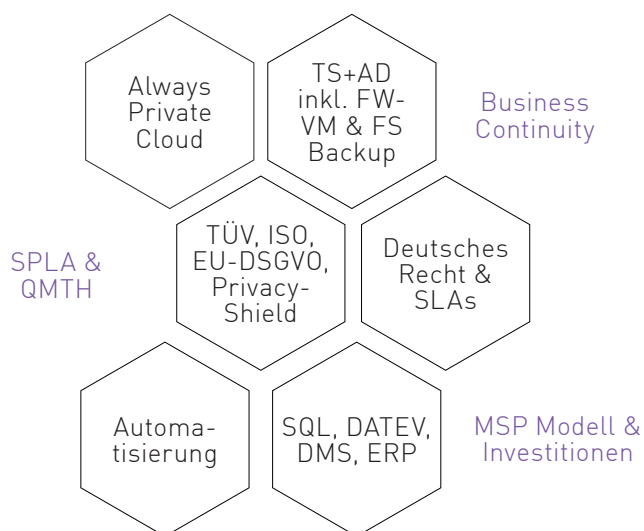 Always
Private
Cloud
TS+AD
inkl. FW-
VM & FS
Backup
Business
Continuity
SPLA &
QMTH
TÜV, ISO,
EU-DSGVO,
Privacy-
Shield
Deutsches
Recht &
SLAs
Automa-
tisierung
SQL, DATEV,
DMS, ERP
MSP Modell &
Investitionen